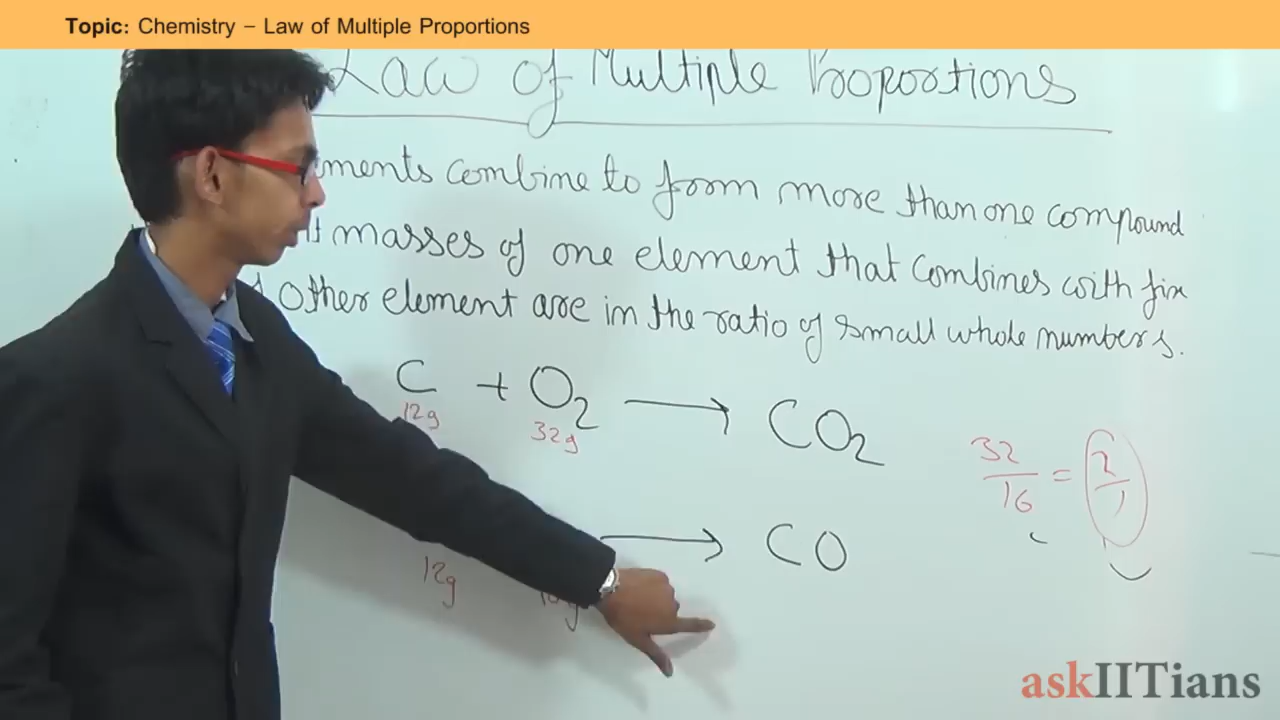 Topic: Chemistry – Law of Multiple Proportions
Law of Multiple Proportions
ments combine to form more than one compound
masses of one element that combines with fix
other element are in the ratio of small whole numbers.
C + O2 → CO2
12g 32g
32/16 = 2/1
→ CO
12g 16g
askIITians